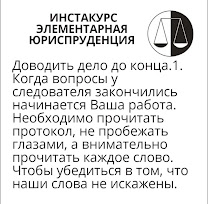 ИНСТАКУРС
ЭЛЕМЕНТАРНАЯ
ЮРИСПРУДЕНЦИЯ
Доводить дело до конца.1.
Когда вопросы у
следователя закончились
начинается Ваша работа.
Необходимо прочитать
протокол, не пробежать
глазами, а внимательно
прочитать каждое слово.
Чтобы убедиться в том, что
наши слова не искажены.